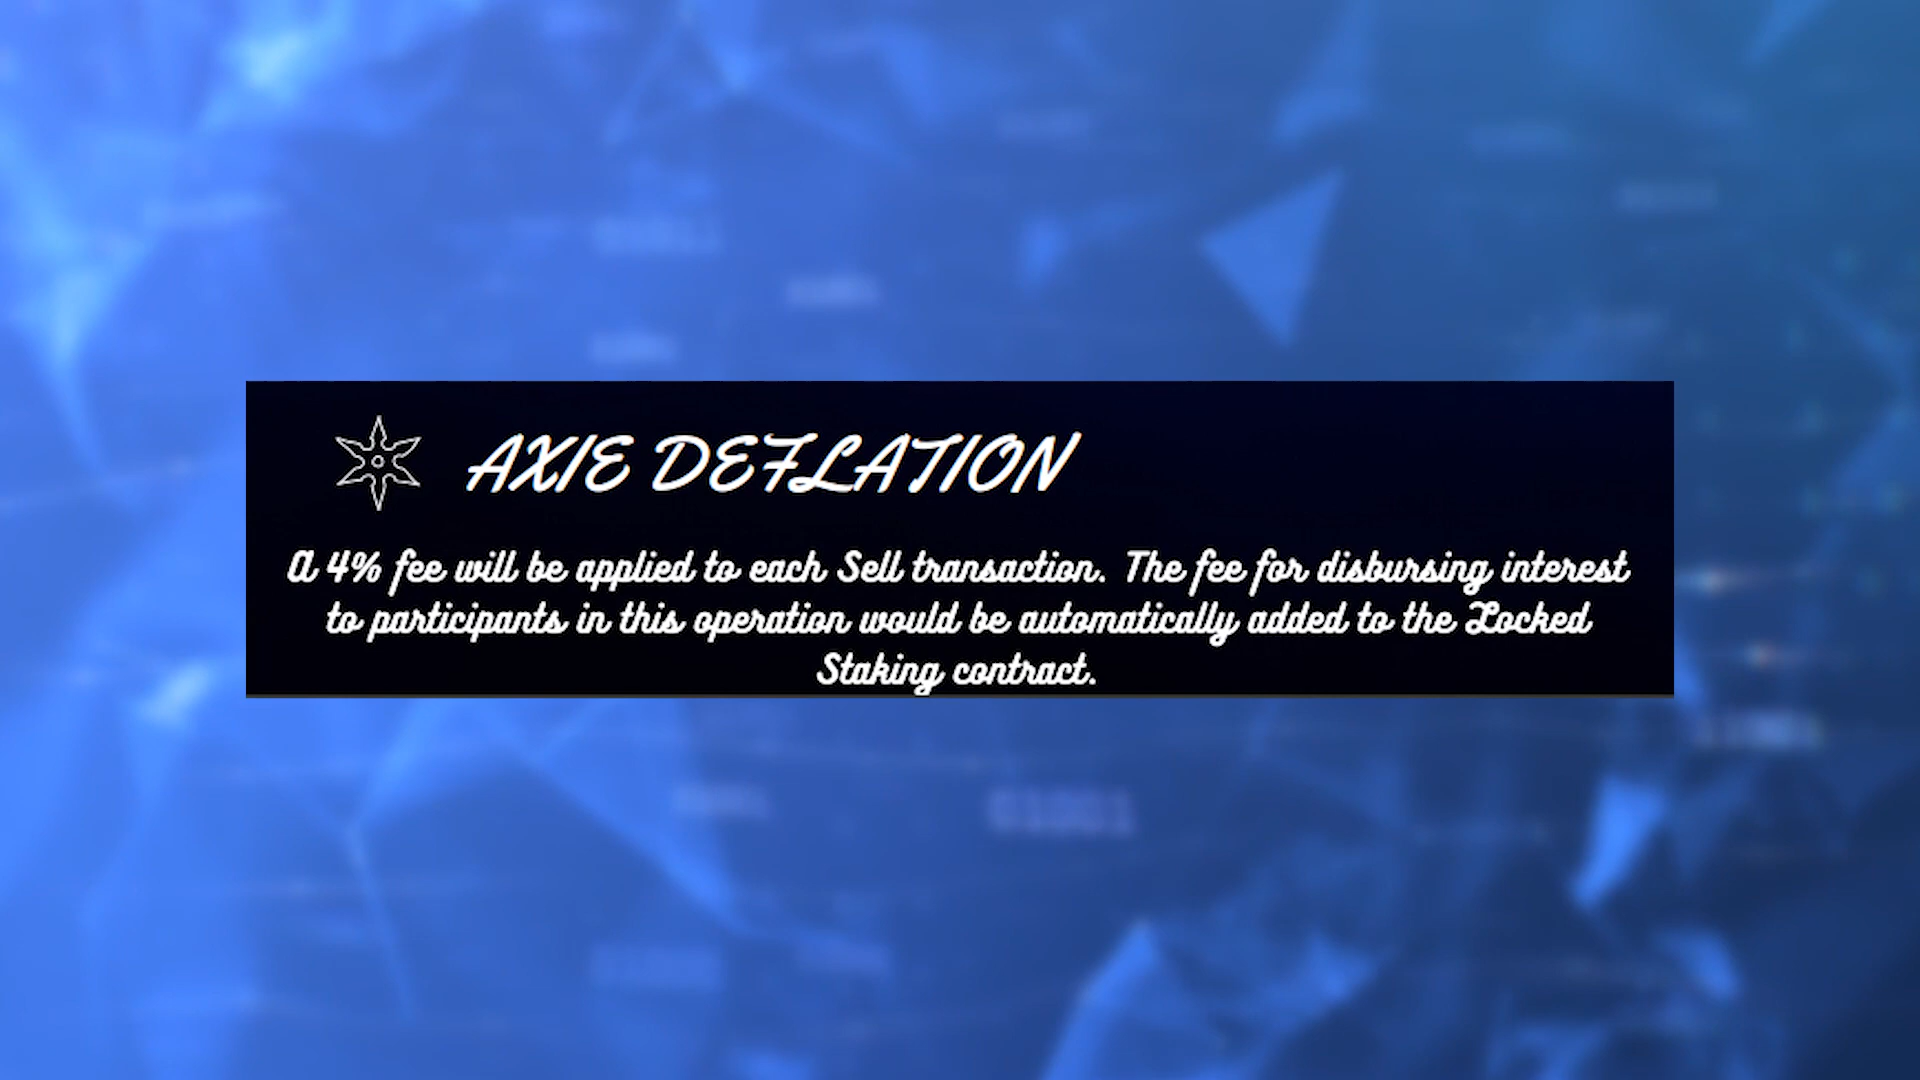 AXIE DEFLATION
A 4% fee will be applied to each Sell transaction. The fee for disbursing interest
to participants in this operation would be automatically added to the Locked
Staking contract.
01001